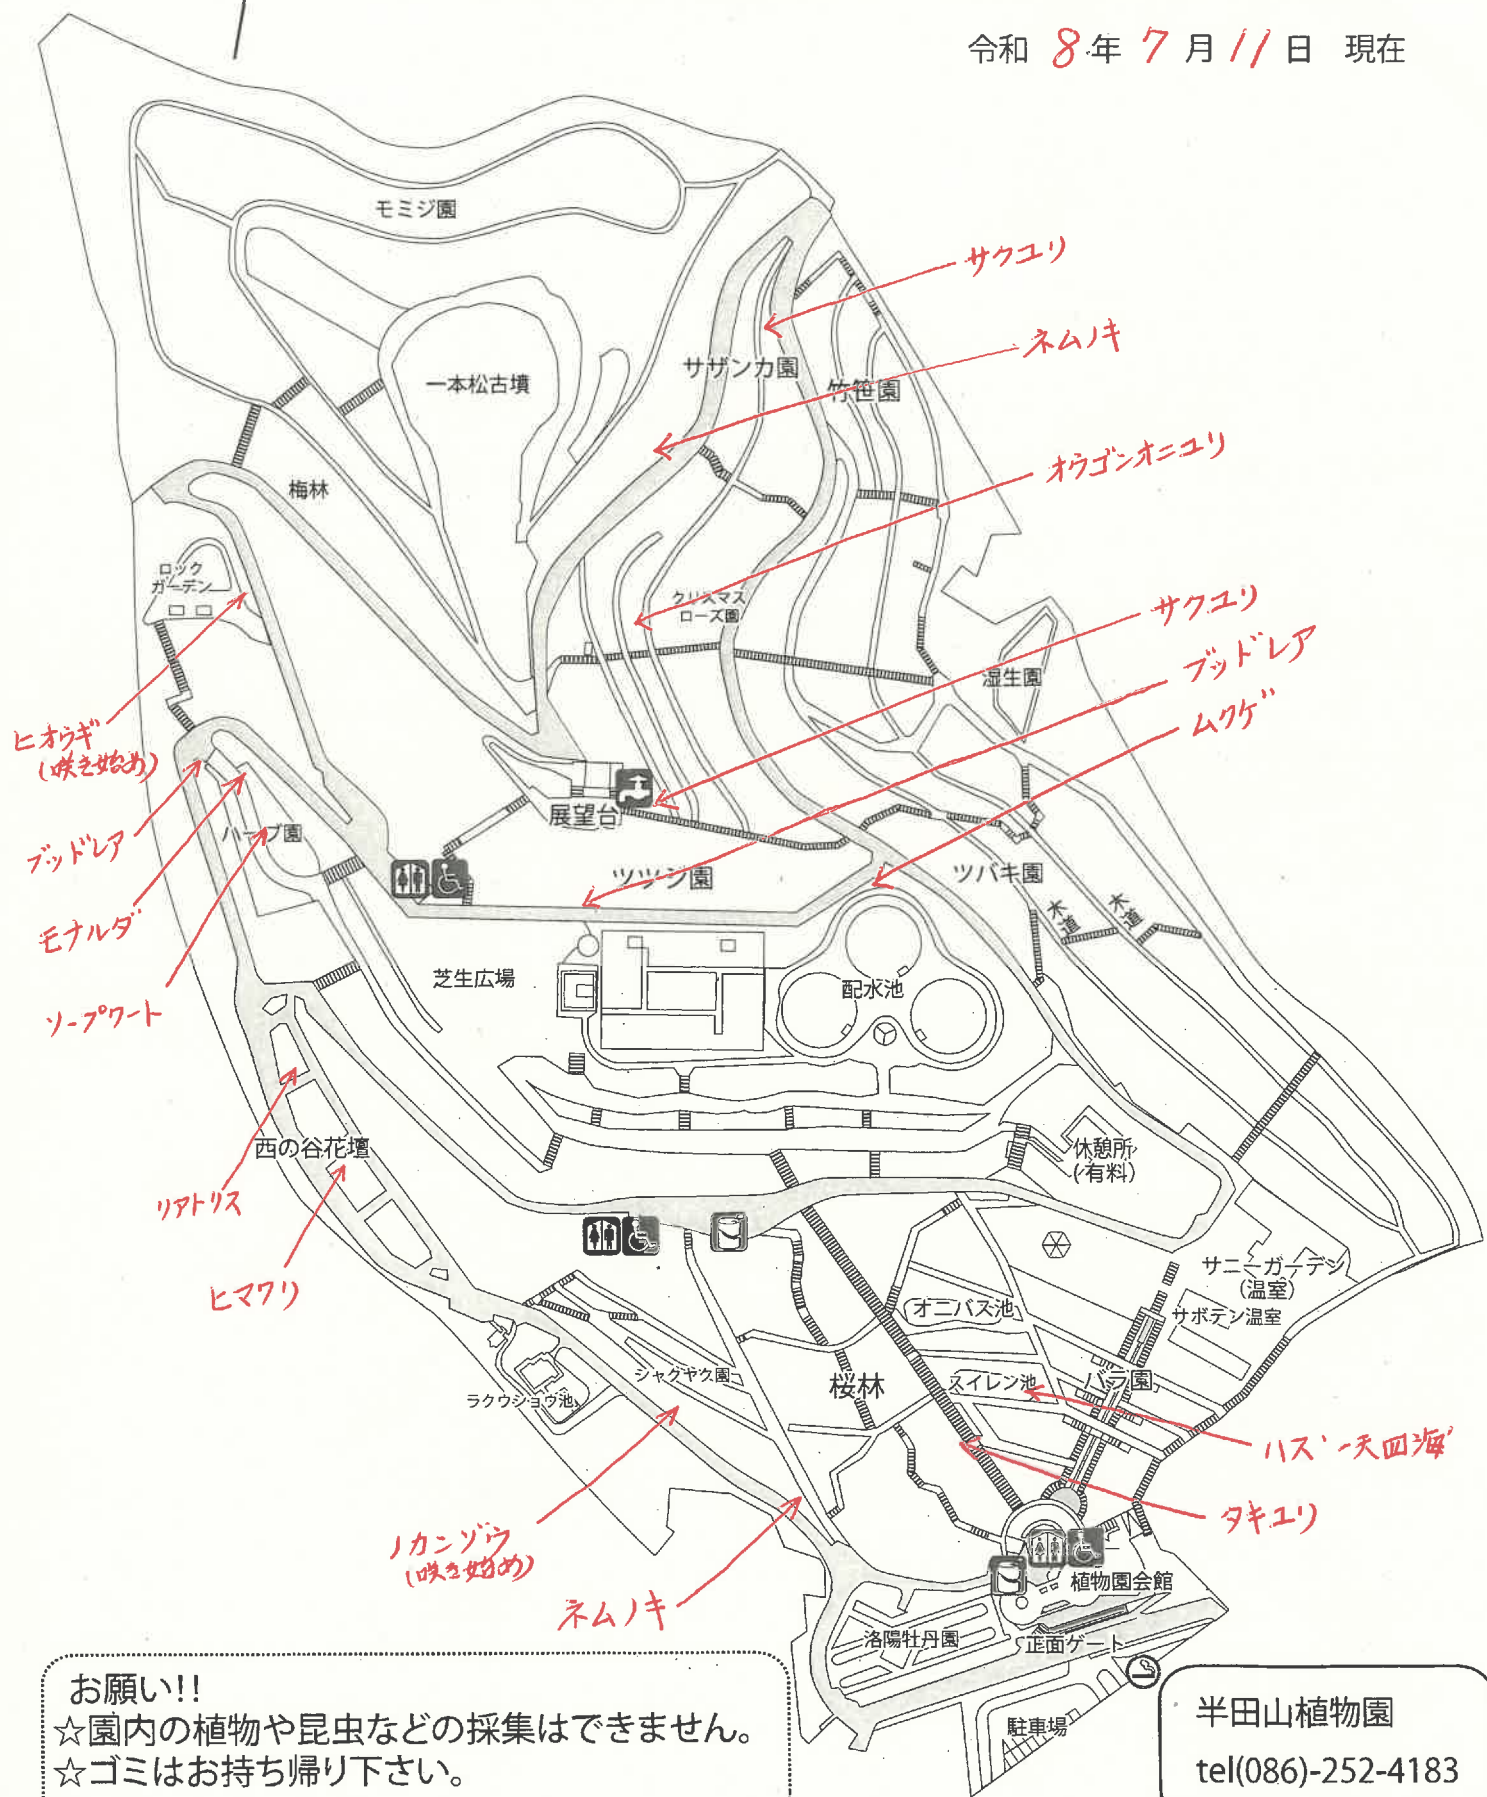 令和 8年 7月 11日 現在
モミジ園
サクユリ
ネムノキ
サザンカ園
一本松古墳
竹笹園
オウゴンオニユリ
梅林
ロック
ガーデン
クリスマス
ローズ園
サクユリ
ブッドレア
湿生園
ムクゲ
ヒオウギ
(咲き始め)
展望台
ハーブ園
ブッドレア
ツツジ園
ツバキ園
木道
木道
モナルダ
芝生広場
配水池
ソープワート
西の谷花壇
休憩所
(有料)
リアトリス
ヒマワリ
サニーガーデン
(温室)
オニバス池
サボテン温室
シャクヤク園
桜林
スイレン池
バラ園
ラクウショウ池
ハス'一天四海'
タキユリ
ノカンゾウ
(咲き始め)
ネムノキ
植物園会館
洛陽牡丹園
正面ゲート
駐車場
お願い!!
☆園内の植物や昆虫などの採集はできません。
☆ゴミはお持ち帰り下さい。
半田山植物園
tel(086)-252-4183